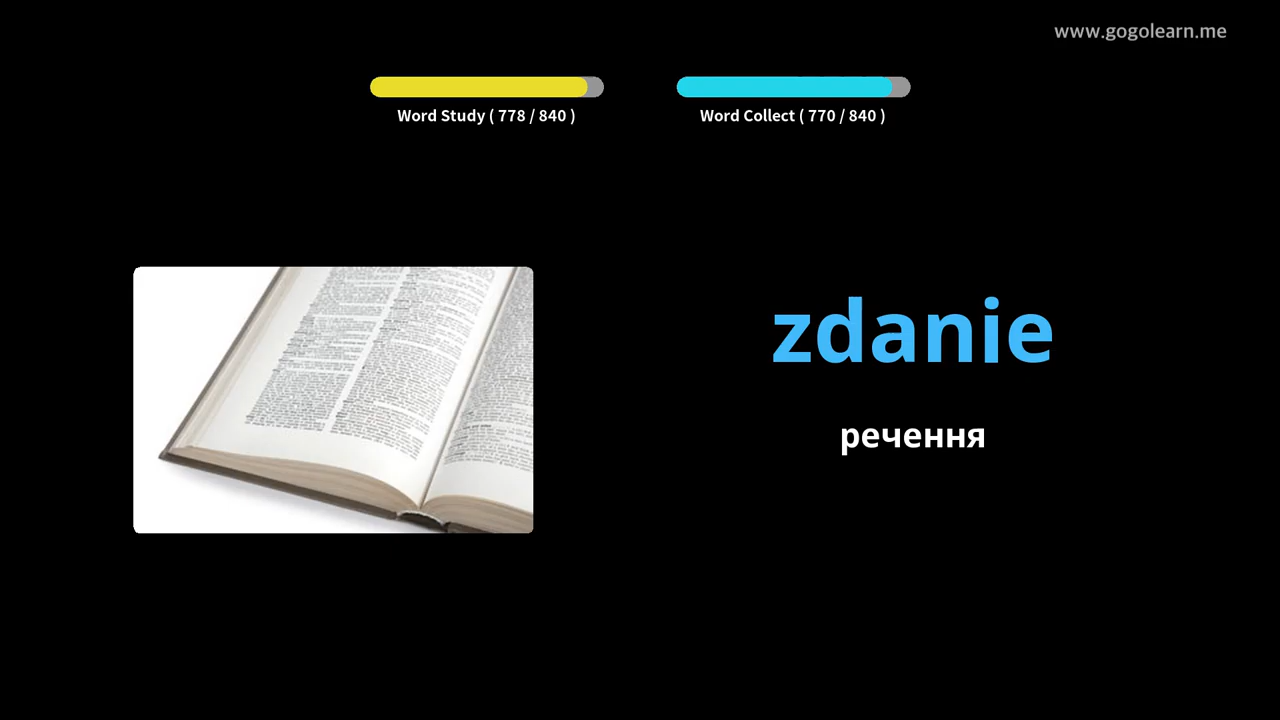 www.gogolearn.me
Word Study ( 778 / 840 )
Word Collect ( 770 / 840 )
zdanie
речення